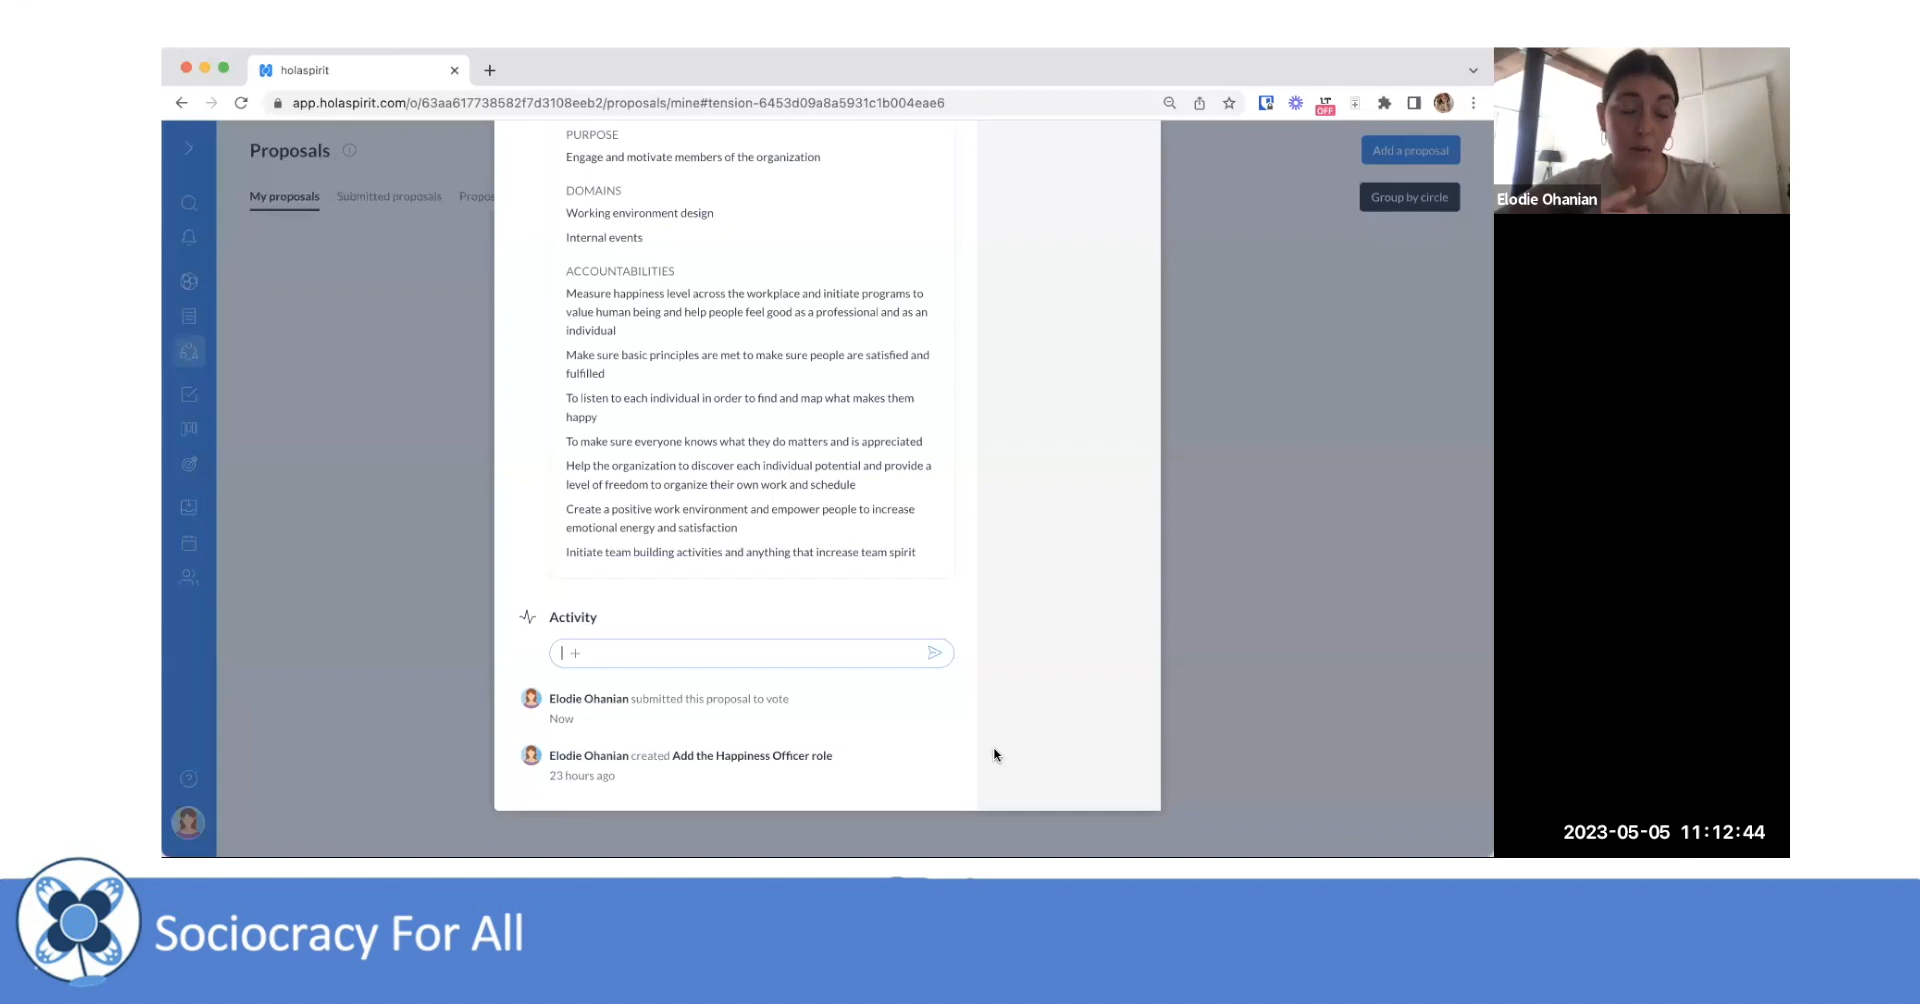 holaspirit
app.holaspirit.com/o/63aa617738582f7d3108eeb2/proposals/mine#tension-6453d09a8a5931c1b004eae6
LT
OFF
Proposals
Add a proposal
My proposals
Submitted proposals
Propos
Group by circle
PURPOSE
Engage and motivate members of the organization
DOMAINS
Working environment design
Internal events
ACCOUNTABILITIES
Measure happiness level across the workplace and initiate programs to
value human being and help people feel good as a professional and as an
individual
Make sure basic principles are met to make sure people are satisfied and
fulfilled
To listen to each individual in order to find and map what makes them
happy
To make sure everyone knows what they do matters and is appreciated
Help the organization to discover each individual potential and provide a
level of freedom to organize their own work and schedule
Create a positive work environment and empower people to increase
emotional energy and satisfaction
Initiate team building activities and anything that increase team spirit
Activity
Elodie Ohanian submitted this proposal to vote
Now
Elodie Ohanian created Add the Happiness Officer role
23 hours ago
Elodie Ohanian
2023-05-05 11:12:44
Sociocracy For All